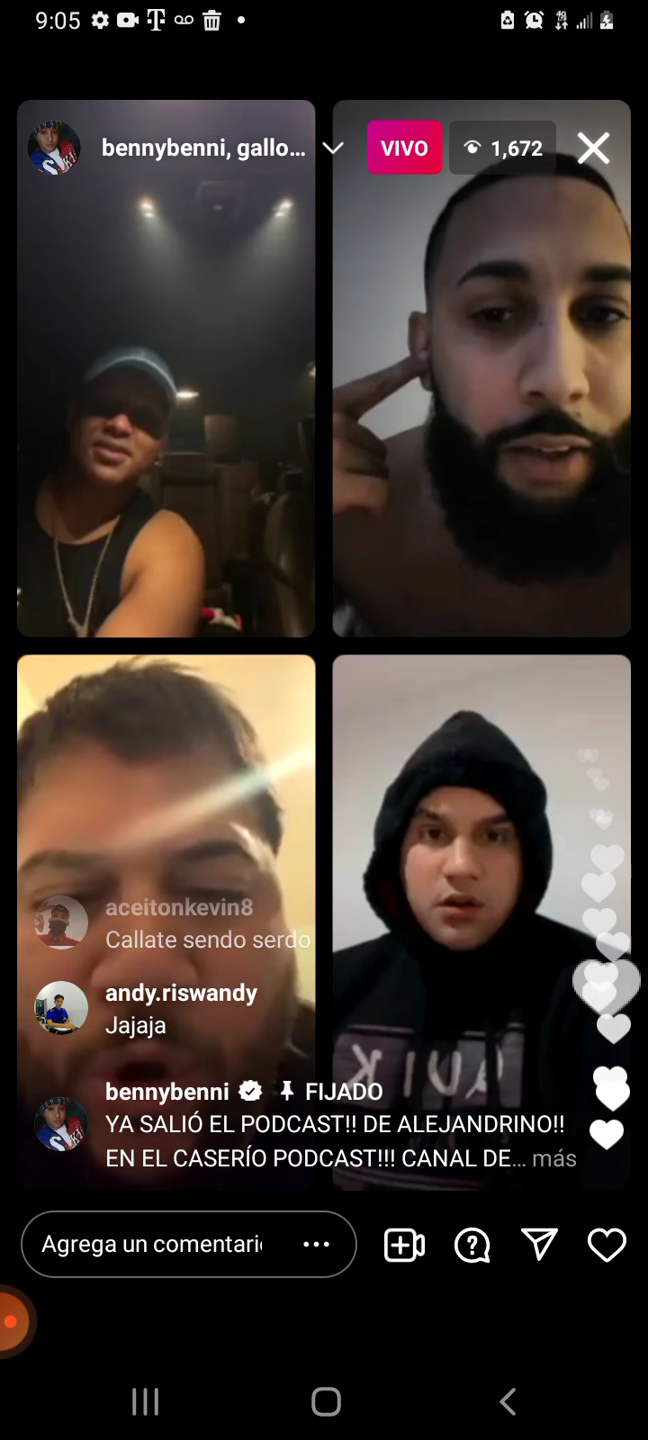 9:05
bennybenni, gallo...
VIVO
1,672
aceitonkevin8
Callate sendo serdo
andy.riswandy
Jajaja
bennybenni FIJADO
YA SALIÓ EL PODCAST!! DE ALEJANDRINO!!
EN EL CASERÍO PODCAST!!! CANAL DE... más
Agrega un comentari